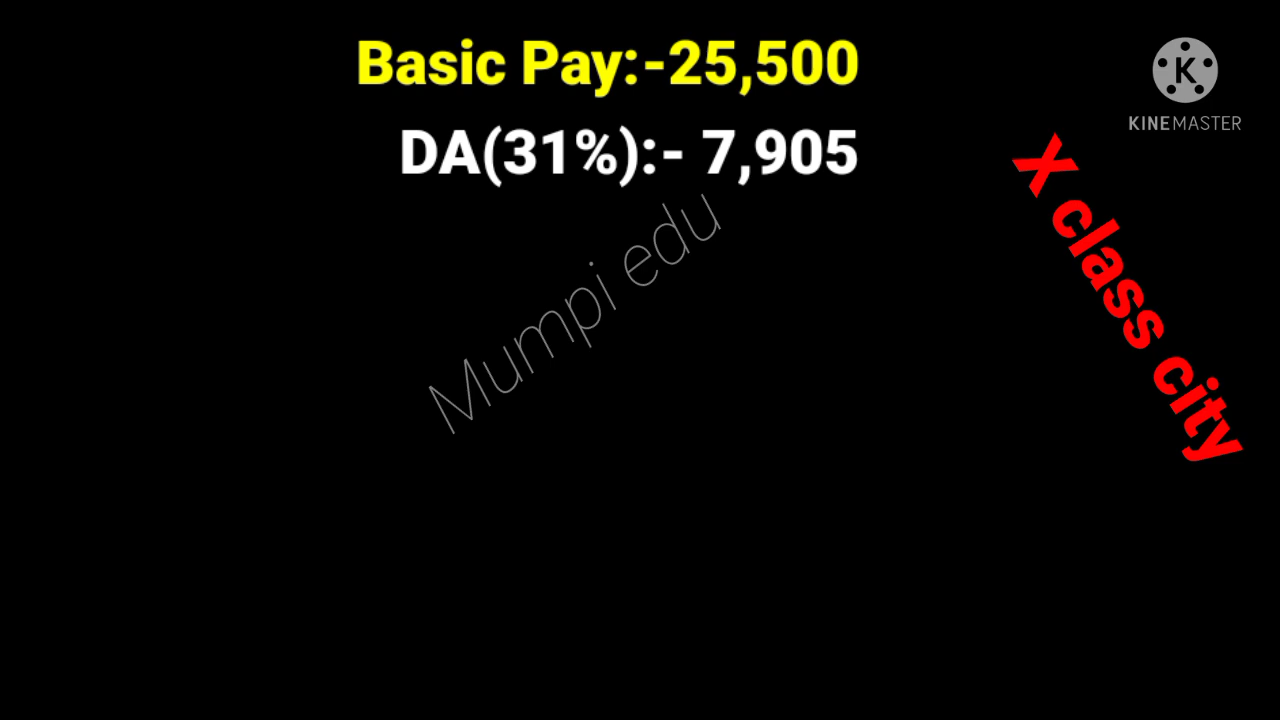 Basic Pay:-25,500
DA(31%):- 7,905
Mumpi edu
X class city
K
KINEMASTER